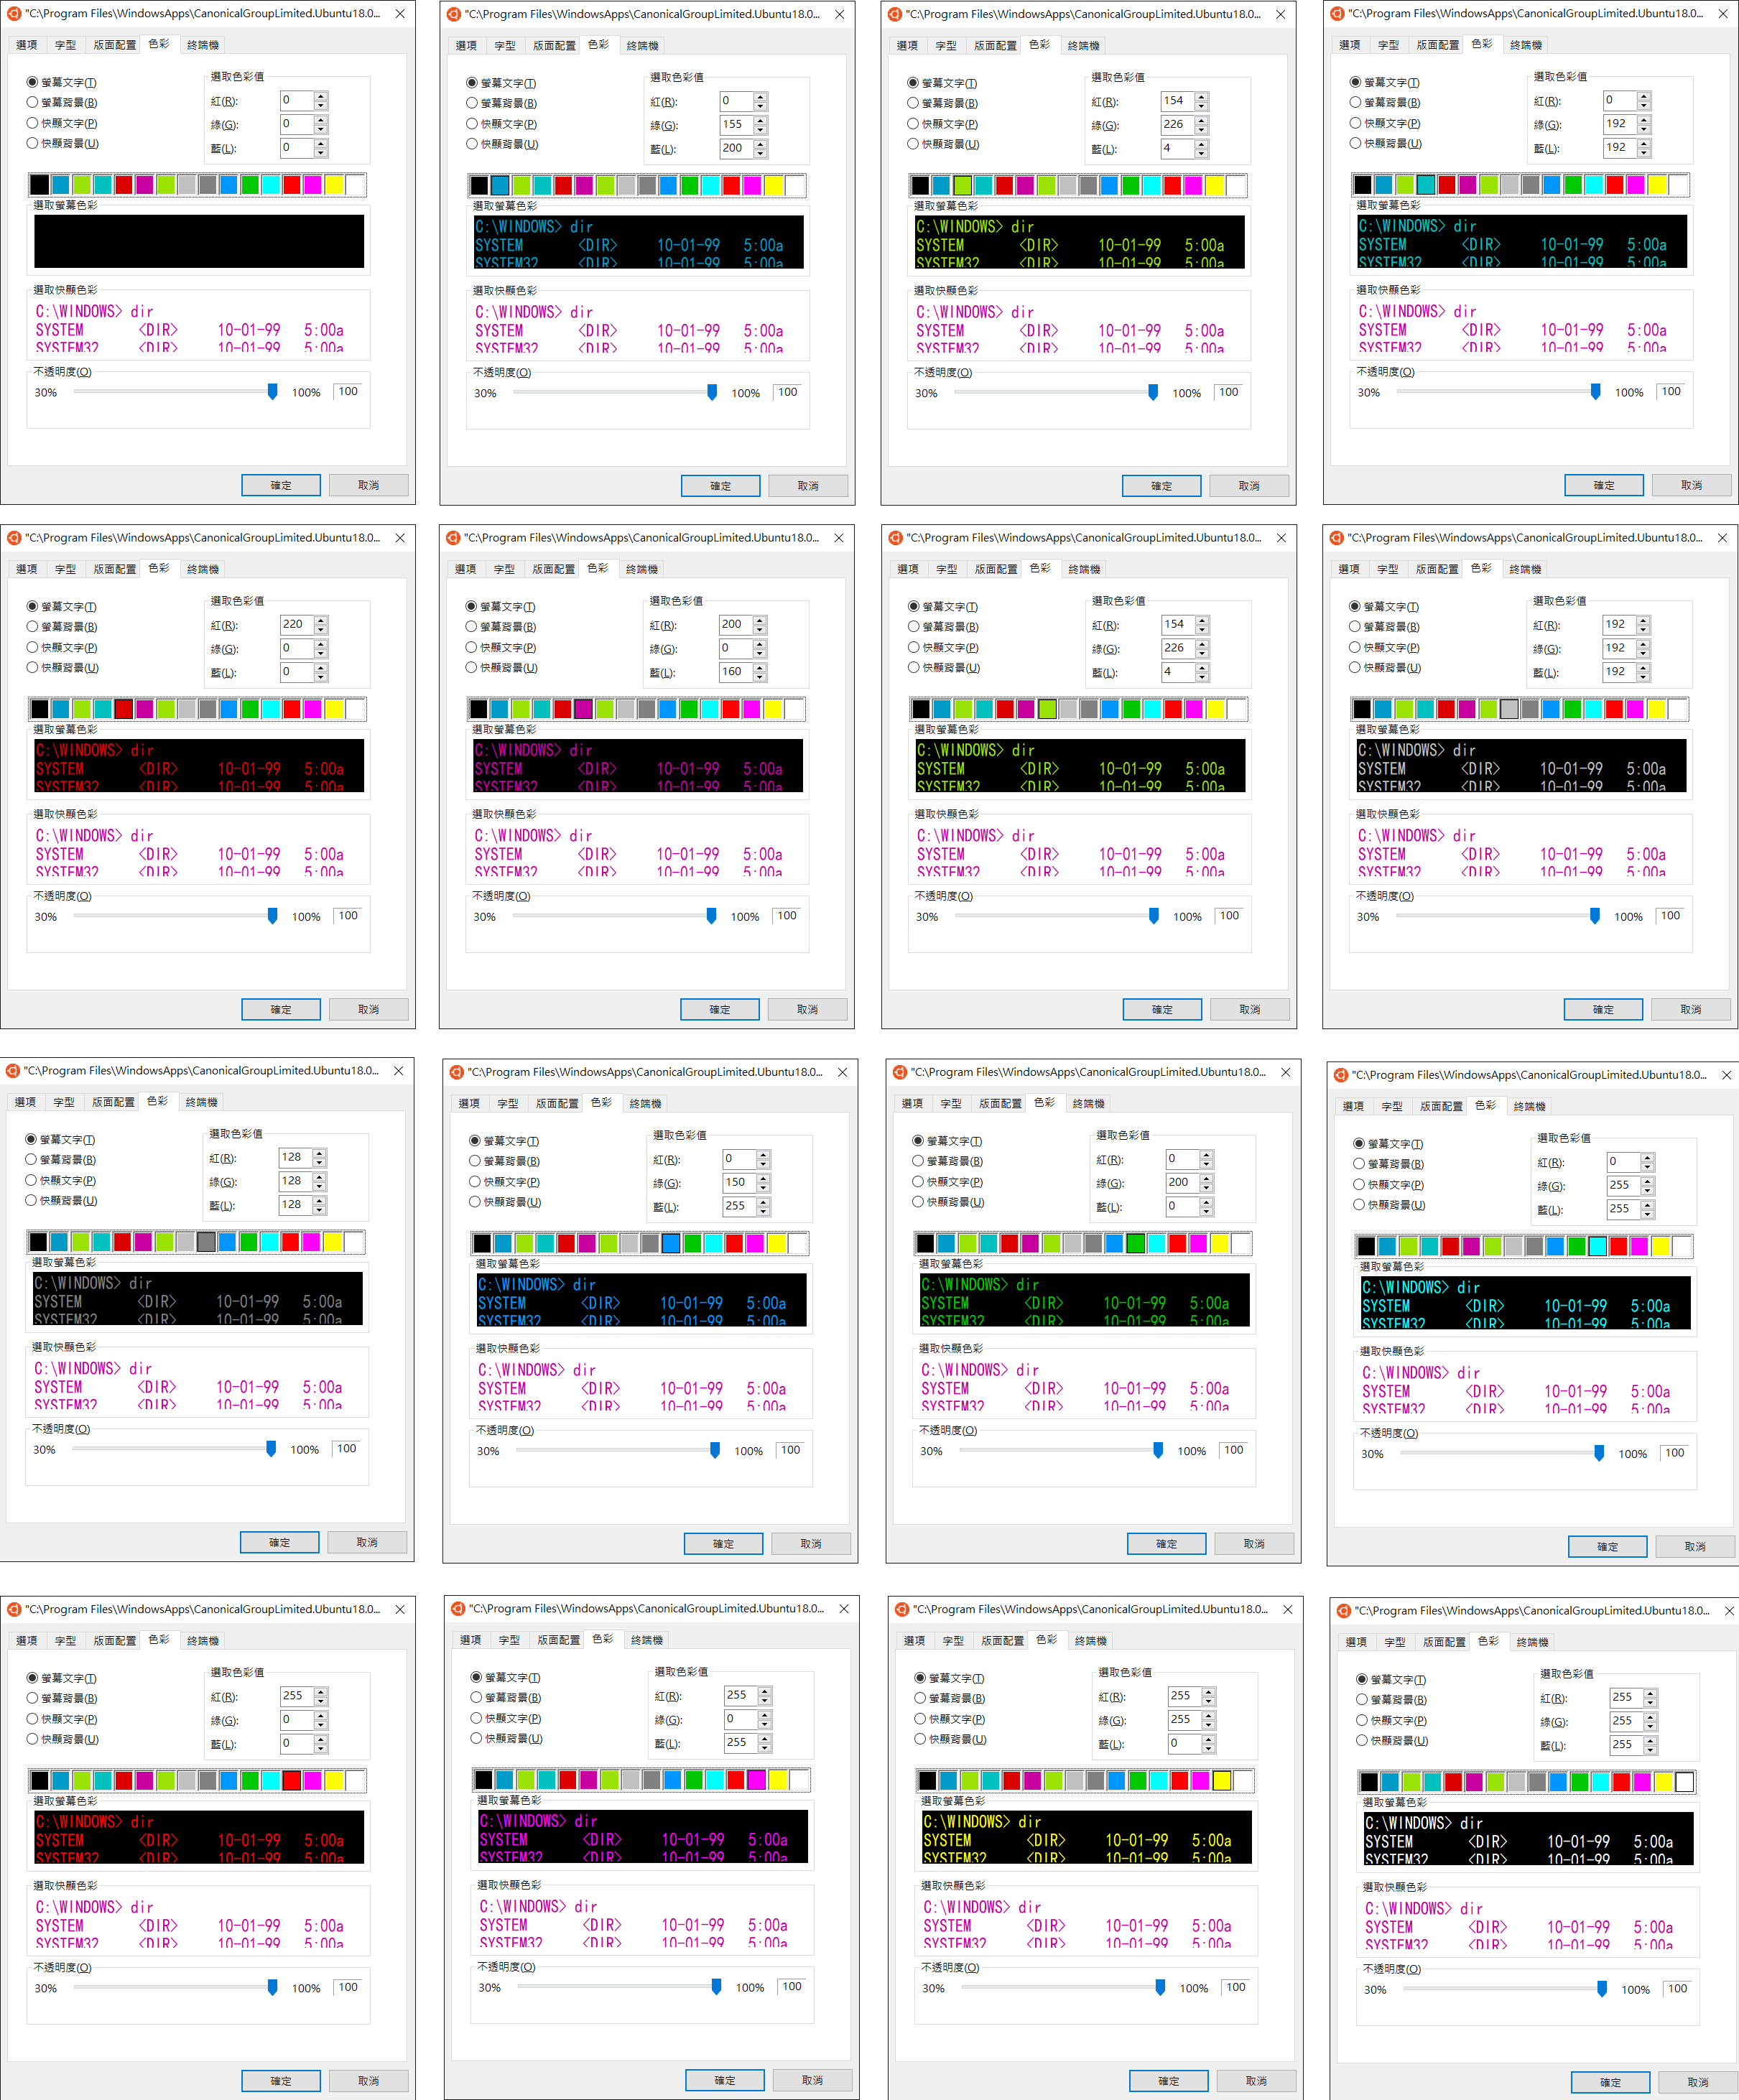 "C:\Program Files\WindowsApps\CanonicalGroupLimited.Ubuntu18.0...
選項 字型 版面配置 色彩 終端機
螢幕文字(T)
螢幕背景(B)
快顯文字(P)
快顯背景(U)
選取色彩值
紅(R): 0
綠(G): 0
藍(L): 0
選取螢幕色彩
選取快顯色彩
C:\WINDOWS> dir
SYSTEM <DIR> 10-01-99 5:00a
SYSTEM32 <DIR> 10-01-99 5:00a
不透明度(O)
30% 100% 100
確定 取消
"C:\Program Files\WindowsApps\CanonicalGroupLimited.Ubuntu18.0...
選項 字型 版面配置 色彩 終端機
螢幕文字(T)
螢幕背景(B)
快顯文字(P)
快顯背景(U)
選取色彩值
紅(R): 0
綠(G): 155
藍(L): 200
選取螢幕色彩
C:\WINDOWS> dir
SYSTEM <DIR> 10-01-99 5:00a
SYSTEM32 <DIR> 10-01-99 5:00a
選取快顯色彩
C:\WINDOWS> dir
SYSTEM <DIR> 10-01-99 5:00a
SYSTEM32 <DIR> 10-01-99 5:00a
不透明度(O)
30% 100% 100
確定 取消
"C:\Program Files\WindowsApps\CanonicalGroupLimited.Ubuntu18.0...
選項 字型 版面配置 色彩 終端機
螢幕文字(T)
螢幕背景(B)
快顯文字(P)
快顯背景(U)
選取色彩值
紅(R): 154
綠(G): 226
藍(L): 4
選取螢幕色彩
C:\WINDOWS> dir
SYSTEM <DIR> 10-01-99 5:00a
SYSTEM32 <DIR> 10-01-99 5:00a
選取快顯色彩
C:\WINDOWS> dir
SYSTEM <DIR> 10-01-99 5:00a
SYSTEM32 <DIR> 10-01-99 5:00a
不透明度(O)
30% 100% 100
確定 取消
"C:\Program Files\WindowsApps\CanonicalGroupLimited.Ubuntu18.0...
選項 字型 版面配置 色彩 終端機
螢幕文字(T)
螢幕背景(B)
快顯文字(P)
快顯背景(U)
選取色彩值
紅(R): 0
綠(G): 192
藍(L): 192
選取螢幕色彩
C:\WINDOWS> dir
SYSTEM <DIR> 10-01-99 5:00a
SYSTEM32 <DIR> 10-01-99 5:00a
選取快顯色彩
C:\WINDOWS> dir
SYSTEM <DIR> 10-01-99 5:00a
SYSTEM32 <DIR> 10-01-99 5:00a
不透明度(O)
30% 100% 100
確定 取消
"C:\Program Files\WindowsApps\CanonicalGroupLimited.Ubuntu18.0...
選項 字型 版面配置 色彩 終端機
螢幕文字(T)
螢幕背景(B)
快顯文字(P)
快顯背景(U)
選取色彩值
紅(R): 220
綠(G): 0
藍(L): 0
選取螢幕色彩
C:\WINDOWS> dir
SYSTEM <DIR> 10-01-99 5:00a
SYSTEM32 <DIR> 10-01-99 5:00a
選取快顯色彩
C:\WINDOWS> dir
SYSTEM <DIR> 10-01-99 5:00a
SYSTEM32 <DIR> 10-01-99 5:00a
不透明度(O)
30% 100% 100
確定 取消
"C:\Program Files\WindowsApps\CanonicalGroupLimited.Ubuntu18.0...
選項 字型 版面配置 色彩 終端機
螢幕文字(T)
螢幕背景(B)
快顯文字(P)
快顯背景(U)
選取色彩值
紅(R): 200
綠(G): 0
藍(L): 160
選取螢幕色彩
C:\WINDOWS> dir
SYSTEM <DIR> 10-01-99 5:00a
SYSTEM32 <DIR> 10-01-99 5:00a
選取快顯色彩
C:\WINDOWS> dir
SYSTEM <DIR> 10-01-99 5:00a
SYSTEM32 <DIR> 10-01-99 5:00a
不透明度(O)
30% 100% 100
確定 取消
"C:\Program Files\WindowsApps\CanonicalGroupLimited.Ubuntu18.0...
選項 字型 版面配置 色彩 終端機
螢幕文字(T)
螢幕背景(B)
快顯文字(P)
快顯背景(U)
選取色彩值
紅(R): 154
綠(G): 226
藍(L): 4
選取螢幕色彩
C:\WINDOWS> dir
SYSTEM <DIR> 10-01-99 5:00a
SYSTEM32 <DIR> 10-01-99 5:00a
選取快顯色彩
C:\WINDOWS> dir
SYSTEM <DIR> 10-01-99 5:00a
SYSTEM32 <DIR> 10-01-99 5:00a
不透明度(O)
30% 100% 100
確定 取消
"C:\Program Files\WindowsApps\CanonicalGroupLimited.Ubuntu18.0...
選項 字型 版面配置 色彩 終端機
螢幕文字(T)
螢幕背景(B)
快顯文字(P)
快顯背景(U)
選取色彩值
紅(R): 192
綠(G): 192
藍(L): 192
選取螢幕色彩
C:\WINDOWS> dir
SYSTEM <DIR> 10-01-99 5:00a
SYSTEM32 <DIR> 10-01-99 5:00a
選取快顯色彩
C:\WINDOWS> dir
SYSTEM <DIR> 10-01-99 5:00a
SYSTEM32 <DIR> 10-01-99 5:00a
不透明度(O)
30% 100% 100
確定 取消
"C:\Program Files\WindowsApps\CanonicalGroupLimited.Ubuntu18.0...
選項 字型 版面配置 色彩 終端機
螢幕文字(T)
螢幕背景(B)
快顯文字(P)
快顯背景(U)
選取色彩值
紅(R): 128
綠(G): 128
藍(L): 128
選取螢幕色彩
C:\WINDOWS> dir
SYSTEM <DIR> 10-01-99 5:00a
SYSTEM32 <DIR> 10-01-99 5:00a
選取快顯色彩
C:\WINDOWS> dir
SYSTEM <DIR> 10-01-99 5:00a
SYSTEM32 <DIR> 10-01-99 5:00a
不透明度(O)
30% 100% 100
確定 取消
"C:\Program Files\WindowsApps\CanonicalGroupLimited.Ubuntu18.0...
選項 字型 版面配置 色彩 終端機
螢幕文字(T)
螢幕背景(B)
快顯文字(P)
快顯背景(U)
選取色彩值
紅(R): 0
綠(G): 150
藍(L): 255
選取螢幕色彩
C:\WINDOWS> dir
SYSTEM <DIR> 10-01-99 5:00a
SYSTEM32 <DIR> 10-01-99 5:00a
選取快顯色彩
C:\WINDOWS> dir
SYSTEM <DIR> 10-01-99 5:00a
SYSTEM32 <DIR> 10-01-99 5:00a
不透明度(O)
30% 100% 100
確定 取消
"C:\Program Files\WindowsApps\CanonicalGroupLimited.Ubuntu18.0...
選項 字型 版面配置 色彩 終端機
螢幕文字(T)
螢幕背景(B)
快顯文字(P)
快顯背景(U)
選取色彩值
紅(R): 0
綠(G): 200
藍(L): 0
選取螢幕色彩
C:\WINDOWS> dir
SYSTEM <DIR> 10-01-99 5:00a
SYSTEM32 <DIR> 10-01-99 5:00a
選取快顯色彩
C:\WINDOWS> dir
SYSTEM <DIR> 10-01-99 5:00a
SYSTEM32 <DIR> 10-01-99 5:00a
不透明度(O)
30% 100% 100
確定 取消
"C:\Program Files\WindowsApps\CanonicalGroupLimited.Ubuntu18.0...
選項 字型 版面配置 色彩 終端機
螢幕文字(T)
螢幕背景(B)
快顯文字(P)
快顯背景(U)
選取色彩值
紅(R): 0
綠(G): 255
藍(L): 255
選取螢幕色彩
C:\WINDOWS> dir
SYSTEM <DIR> 10-01-99 5:00a
SYSTEM32 <DIR> 10-01-99 5:00a
選取快顯色彩
C:\WINDOWS> dir
SYSTEM <DIR> 10-01-99 5:00a
SYSTEM32 <DIR> 10-01-99 5:00a
不透明度(O)
30% 100% 100
確定 取消
"C:\Program Files\WindowsApps\CanonicalGroupLimited.Ubuntu18.0...
選項 字型 版面配置 色彩 終端機
螢幕文字(T)
螢幕背景(B)
快顯文字(P)
快顯背景(U)
選取色彩值
紅(R): 255
綠(G): 0
藍(L): 0
選取螢幕色彩
C:\WINDOWS> dir
SYSTEM <DIR> 10-01-99 5:00a
SYSTEM32 <DIR> 10-01-99 5:00a
選取快顯色彩
C:\WINDOWS> dir
SYSTEM <DIR> 10-01-99 5:00a
SYSTEM32 <DIR> 10-01-99 5:00a
不透明度(O)
30% 100% 100
確定 取消
"C:\Program Files\WindowsApps\CanonicalGroupLimited.Ubuntu18.0...
選項 字型 版面配置 色彩 終端機
螢幕文字(T)
螢幕背景(B)
快顯文字(P)
快顯背景(U)
選取色彩值
紅(R): 255
綠(G): 0
藍(L): 255
選取螢幕色彩
C:\WINDOWS> dir
SYSTEM <DIR> 10-01-99 5:00a
SYSTEM32 <DIR> 10-01-99 5:00a
選取快顯色彩
C:\WINDOWS> dir
SYSTEM <DIR> 10-01-99 5:00a
SYSTEM32 <DIR> 10-01-99 5:00a
不透明度(O)
30% 100% 100
確定 取消
"C:\Program Files\WindowsApps\CanonicalGroupLimited.Ubuntu18.0...
選項 字型 版面配置 色彩 終端機
螢幕文字(T)
螢幕背景(B)
快顯文字(P)
快顯背景(U)
選取色彩值
紅(R): 255
綠(G): 255
藍(L): 0
選取螢幕色彩
C:\WINDOWS> dir
SYSTEM <DIR> 10-01-99 5:00a
SYSTEM32 <DIR> 10-01-99 5:00a
選取快顯色彩
C:\WINDOWS> dir
SYSTEM <DIR> 10-01-99 5:00a
SYSTEM32 <DIR> 10-01-99 5:00a
不透明度(O)
30% 100% 100
確定 取消
"C:\Program Files\WindowsApps\CanonicalGroupLimited.Ubuntu18.0...
選項 字型 版面配置 色彩 終端機
螢幕文字(T)
螢幕背景(B)
快顯文字(P)
快顯背景(U)
選取色彩值
紅(R): 255
綠(G): 255
藍(L): 255
選取螢幕色彩
C:\WINDOWS> dir
SYSTEM <DIR> 10-01-99 5:00a
SYSTEM32 <DIR> 10-01-99 5:00a
選取快顯色彩
C:\WINDOWS> dir
SYSTEM <DIR> 10-01-99 5:00a
SYSTEM32 <DIR> 10-01-99 5:00a
不透明度(O)
30% 100% 100
確定 取消